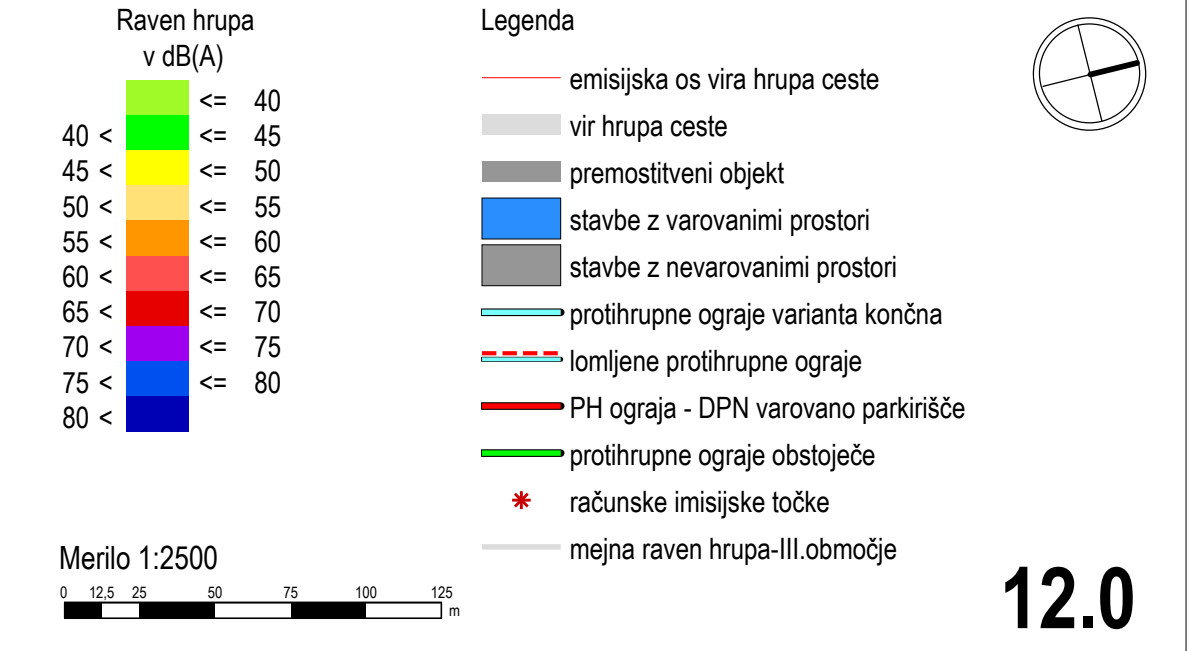 Raven hrupa
v dB(A)
<= 40
40 < <= 45
45 < <= 50
50 < <= 55
55 < <= 60
60 < <= 65
65 < <= 70
70 < <= 75
75 < <= 80
80 <
Legenda
emisijska os vira hrupa ceste
vir hrupa ceste
premostitveni objekt
stavbe z varovanimi prostori
stavbe z nevarovanimi prostori
protihrupne ograje varianta končna
lomljene protihrupne ograje
PH ograja - DPN varovano parkirišče
protihrupne ograje obstoječe
računske imisijske točke
mejna raven hrupa-III.območje
Merilo 1:2500
0 12,5 25 50 75 100 125
m
12.0